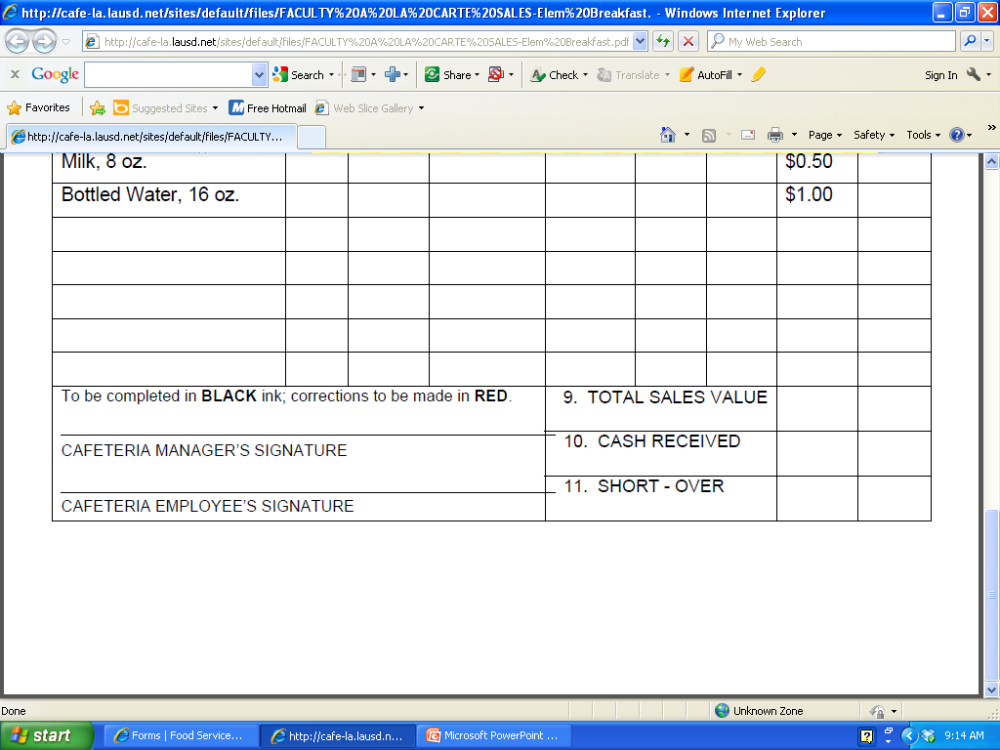 http://cafe-la.lausd.net/sites/default/files/FACULTY%20A%20LA%20CARTE%20SALES-Elem%20Breakfast. - Windows Internet Explorer
http://cafe-la.lausd.net/sites/default/files/FACULTY%20A%20LA%20CARTE%20SALES-Elem%20Breakfast.pdf My Web Search
x Google Search Share Check Translate AutoFill Sign In
Favorites Suggested Sites Free Hotmail Web Slice Gallery
http://cafe-la.lausd.net/sites/default/files/FACULTY... Page Safety Tools »
Milk, 8 oz. $0.50
Bottled Water, 16 oz. $1.00
To be completed in BLACK ink; corrections to be made in RED.
9. TOTAL SALES VALUE
10. CASH RECEIVED
CAFETERIA MANAGER'S SIGNATURE
11. SHORT - OVER
CAFETERIA EMPLOYEE'S SIGNATURE
Done Unknown Zone
start Forms | Food Service... http://cafe-la.lausd.n... Microsoft PowerPoint ... 9:14 AM